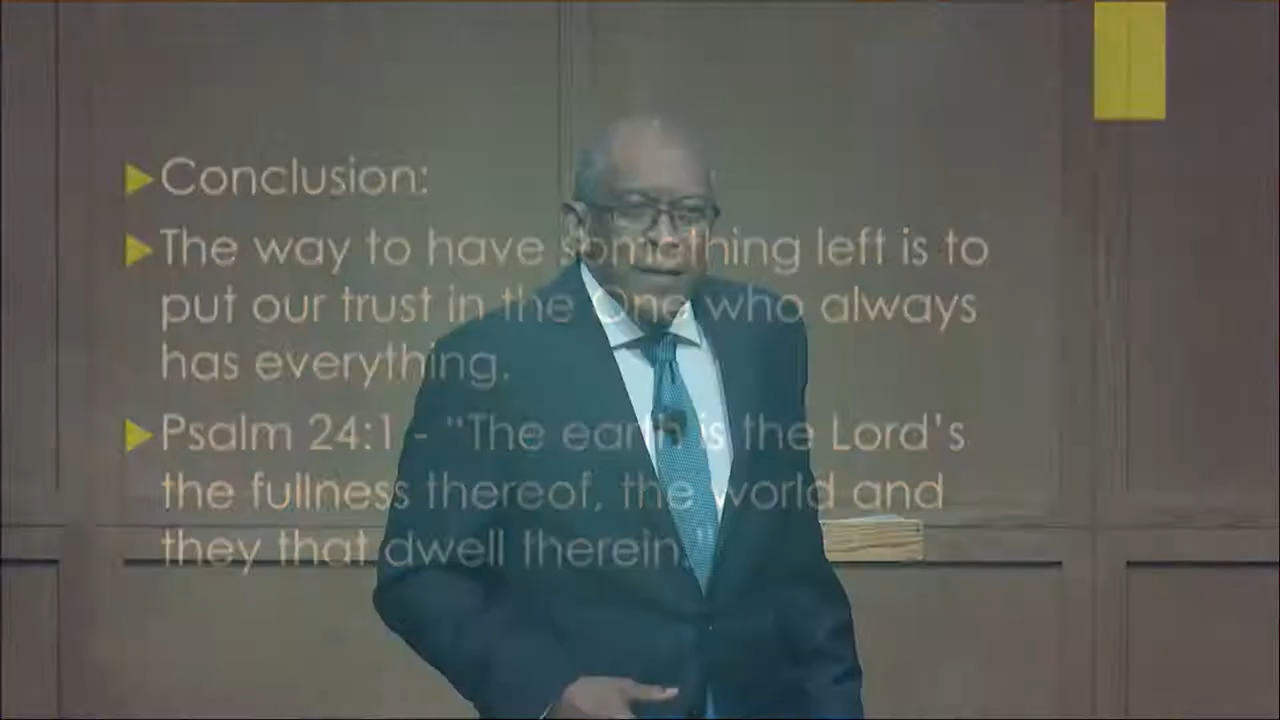 Conclusion:
The way to have something left is to
put our trust in the One who always
has everything.
Psalm 24:1 - "The earth is the Lord's
the fullness thereof, the world and
they that dwell therein."